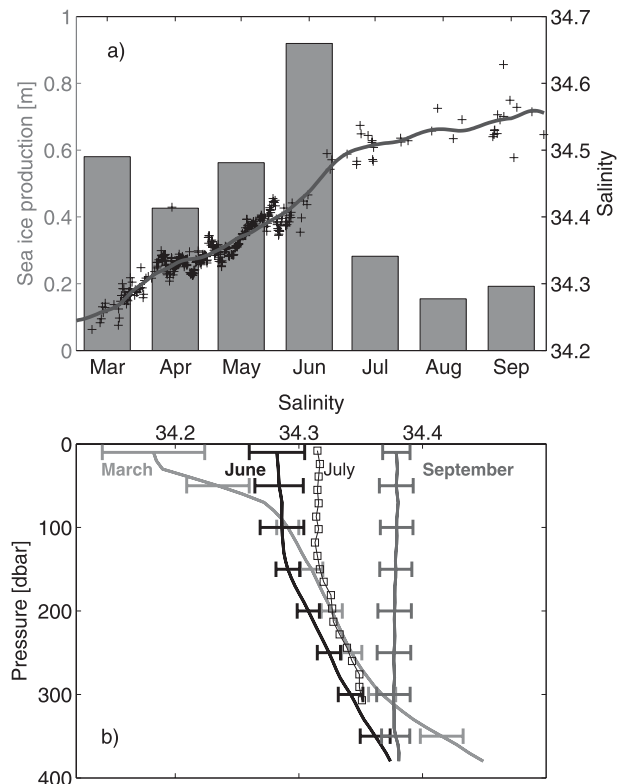 a)
Sea ice production [m]
1
0.8
0.6
0.4
0.2
0
34.7
34.6
34.5
34.4
34.3
34.2
Salinity
Mar Apr May Jun Jul Aug Sep
Salinity
34.2 34.3 34.4
March June July September
Pressure [dbar]
0
100
200
300
400
b)